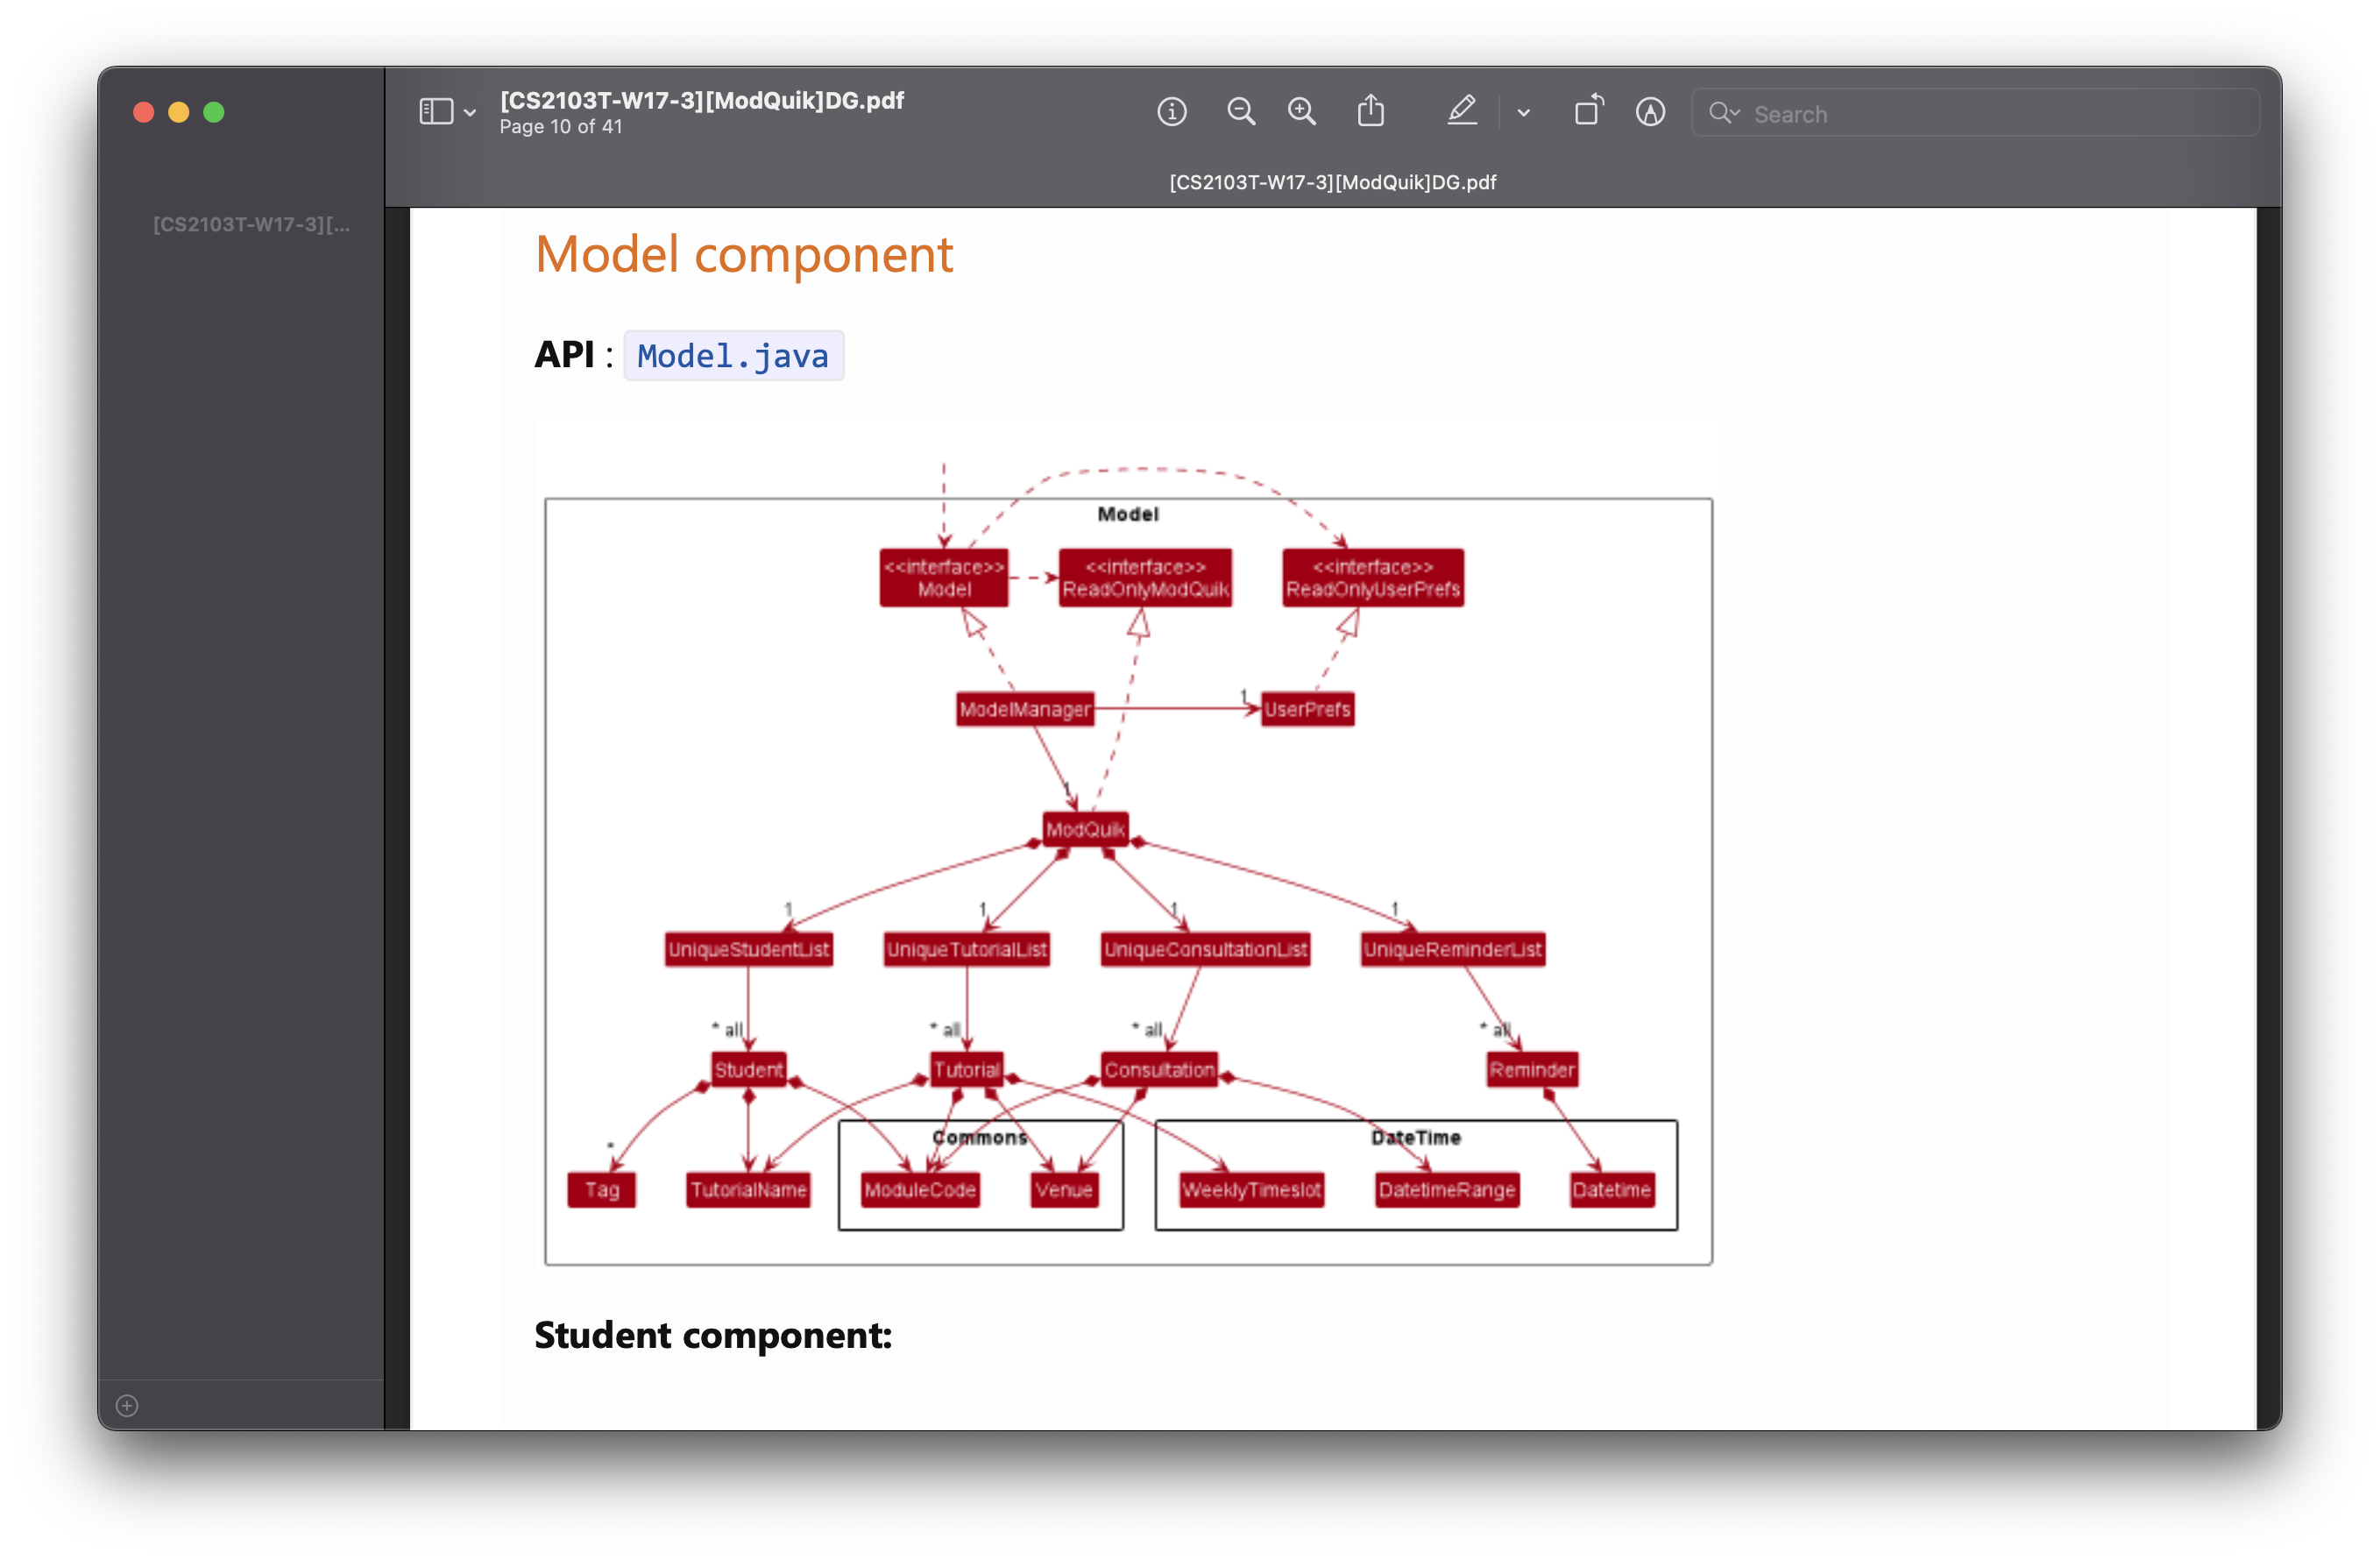 [CS2103T-W17-3][ModQuik]DG.pdf
Page 10 of 41
Search
[CS2103T-W17-3][ModQuik]DG.pdf
[CS2103T-W17-3][...
Model component
API : Model.java
Model
<<interface>>
Model
<<interface>>
ReadOnlyModQuik
<<interface>>
ReadOnlyUserPrefs
ModelManager
1
UserPrefs
1
ModQuik
1
1
1
1
UniqueStudentList
UniqueTutorialList
UniqueConsultationList
UniqueReminderList
* all
* all
* all
* all
Student
Tutorial
Consultation
Reminder
Commons
DateTime
*
Tag
TutorialName
ModuleCode
Venue
WeeklyTimeslot
DatetimeRange
Datetime
Student component: